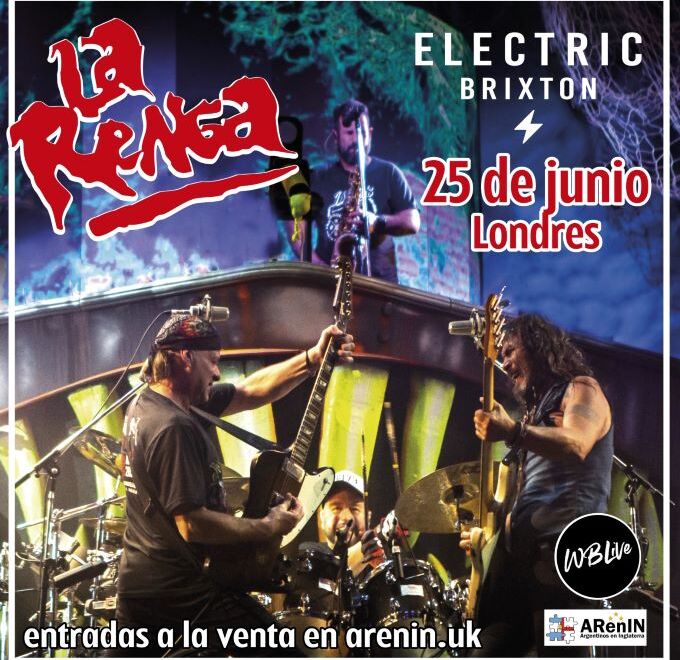 La
Renga
ELECTRIC
BRIXTON
25 de junio
Londres
WBLive
ARenIN
Argentinos en Inglaterra
entradas a la venta en arenin.uk